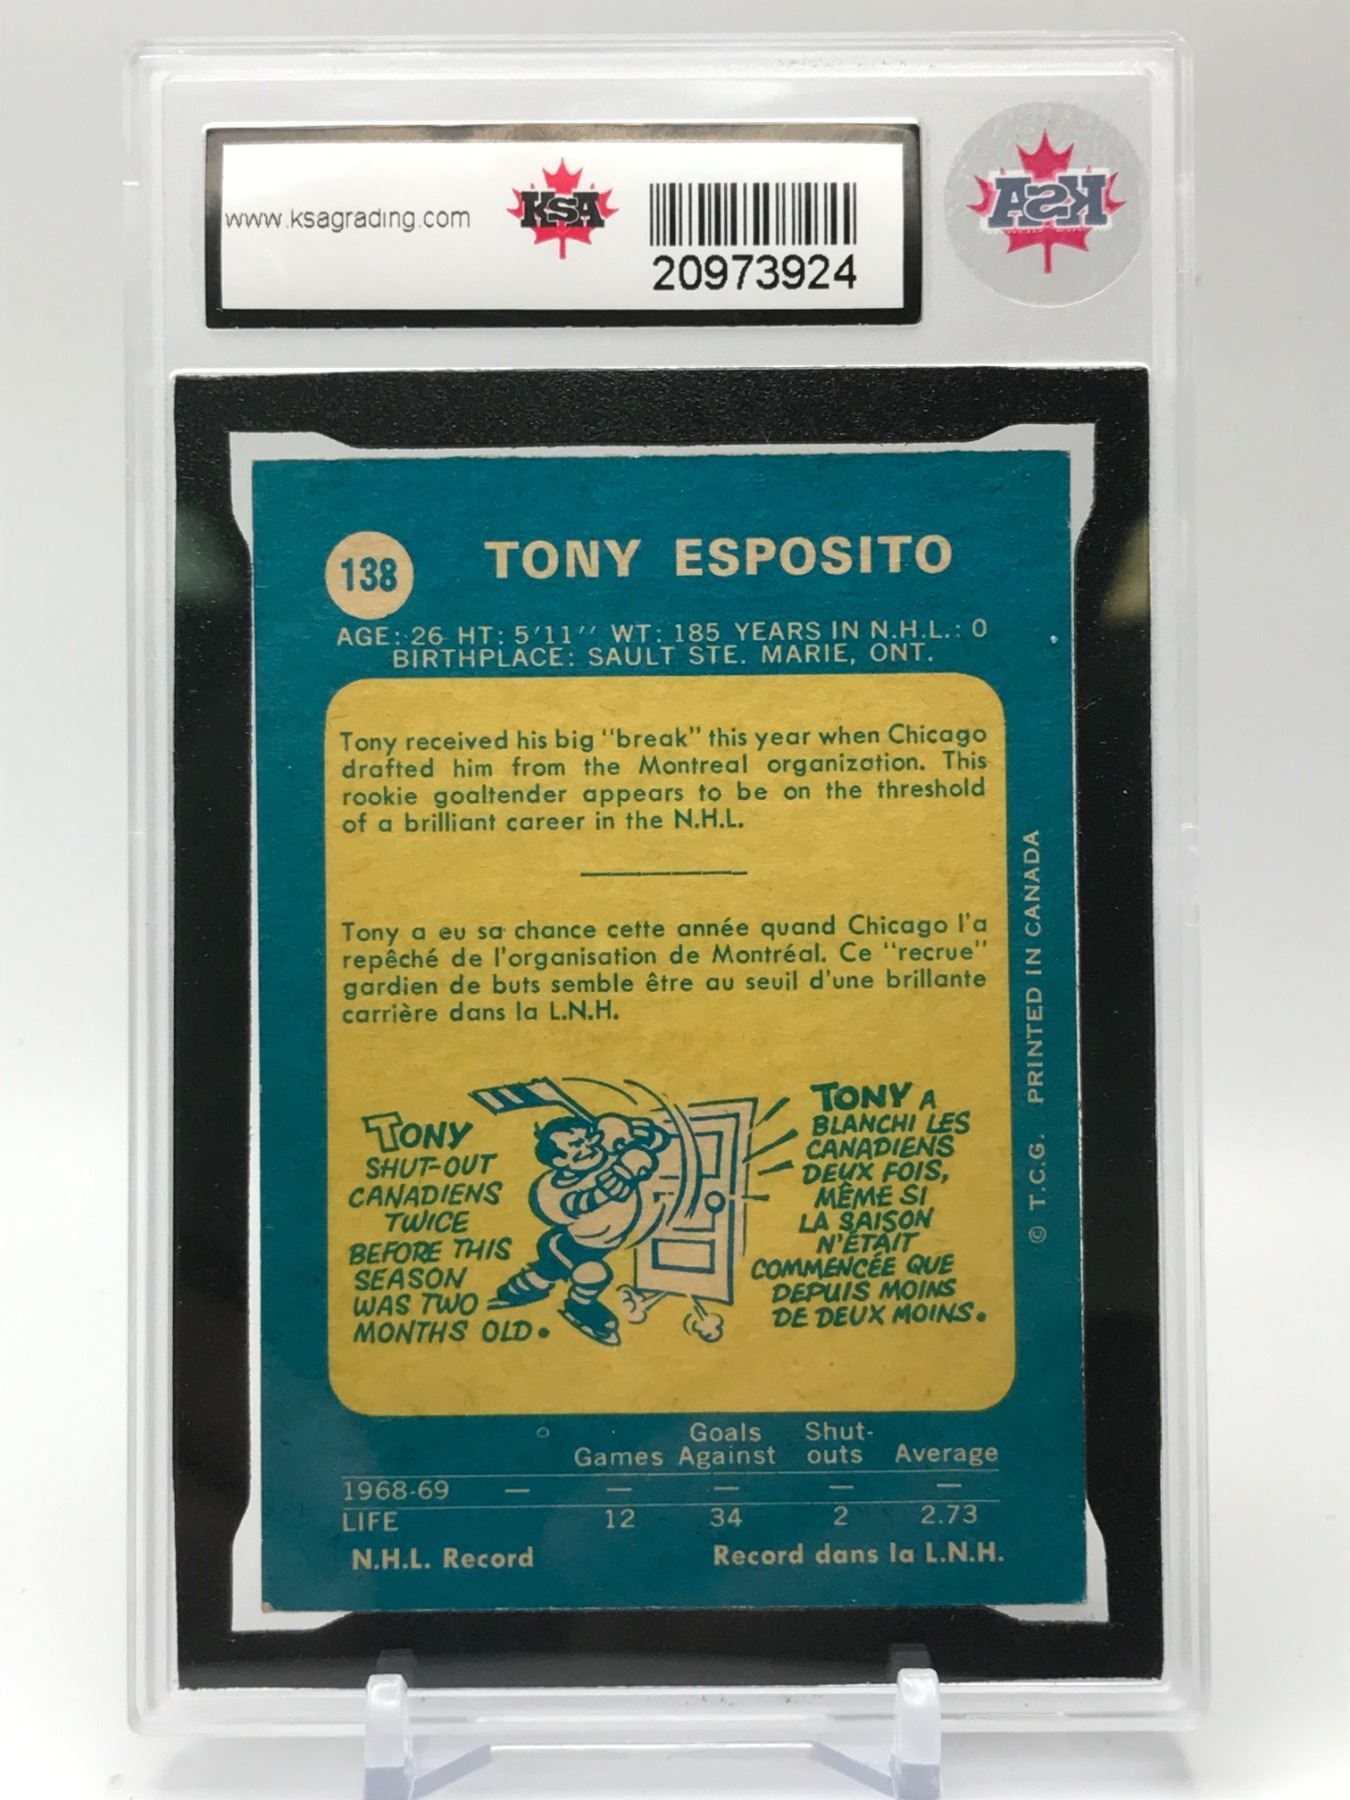 www.ksagrading.com
KSA
20973924
KSA
138
TONY ESPOSITO
AGE: 26 HT: 5'11" WT: 185 YEARS IN N.H.L.: 0
BIRTHPLACE: SAULT STE. MARIE, ONT.
Tony received his big "break" this year when Chicago
drafted him from the Montreal organization. This
rookie goaltender appears to be on the threshold
of a brilliant career in the N.H.L.
Tony a eu sa chance cette année quand Chicago l'a
repêché de l'organisation de Montréal. Ce "recrue"
gardien de buts semble être au seuil d'une brillante
carrière dans la L.N.H.
TONY
SHUT-OUT
CANADIENS
TWICE
BEFORE THIS
SEASON
WAS TWO
MONTHS OLD.
TONY A
BLANCHI LES
CANADIENS
DEUX FOIS,
MÊME SI
LA SAISON
N'ÉTAIT
COMMENCÉE QUE
DEPUIS MOINS
DE DEUX MOINS.
© T.C.G. PRINTED IN CANADA
Games Goals Against Shut-outs Average
1968-69 — — — — —
LIFE 12 34 2 2.73
N.H.L. Record Record dans la L.N.H.